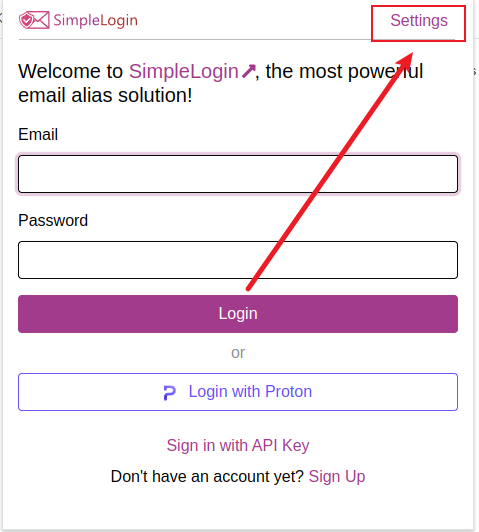 SimpleLogin
Settings
Welcome to SimpleLogin, the most powerful
email alias solution!
Email
Password
Login
or
Login with Proton
Sign in with API Key
Don't have an account yet? Sign Up